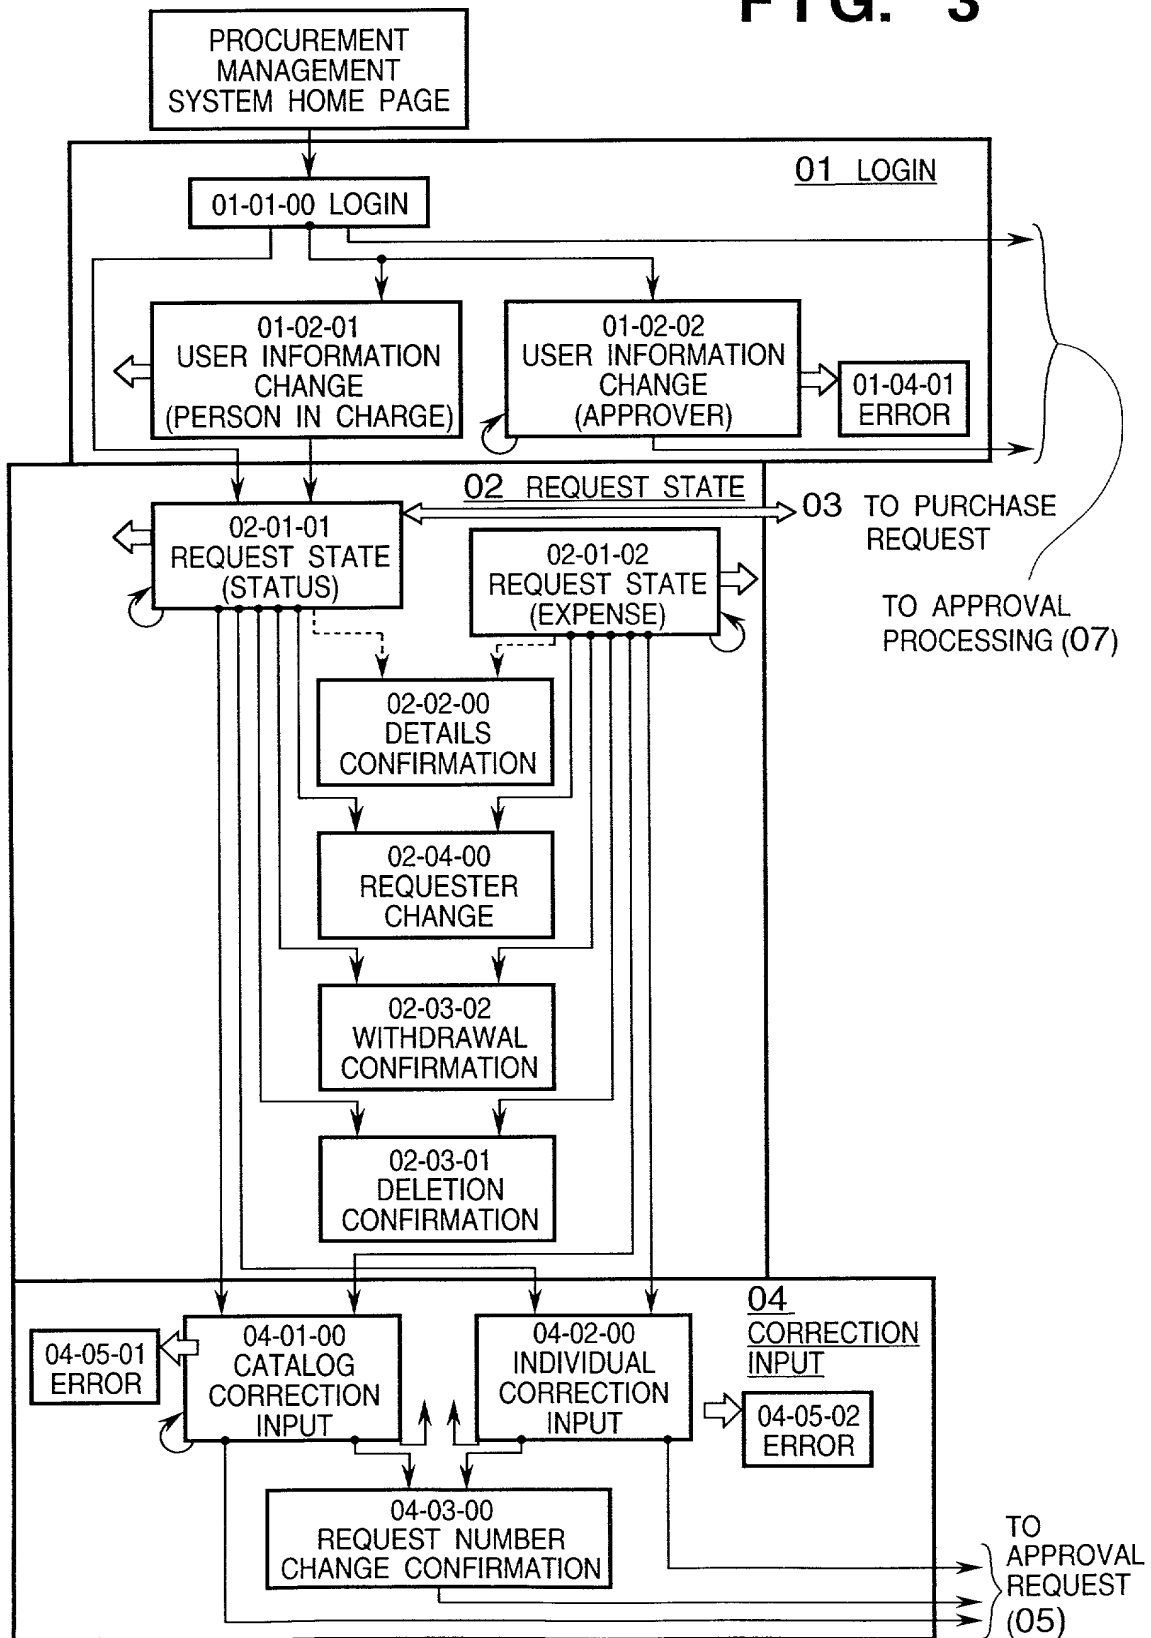 FIG. 3
PROCUREMENT
MANAGEMENT
SYSTEM HOME PAGE
01 LOGIN
01-01-00 LOGIN
01-02-01
USER INFORMATION
CHANGE
(PERSON IN CHARGE)
01-02-02
USER INFORMATION
CHANGE
(APPROVER)
01-04-01
ERROR
02 REQUEST STATE
02-01-01
REQUEST STATE
(STATUS)
02-01-02
REQUEST STATE
(EXPENSE)
03 TO PURCHASE
REQUEST
TO APPROVAL
PROCESSING (07)
02-02-00
DETAILS
CONFIRMATION
02-04-00
REQUESTER
CHANGE
02-03-02
WITHDRAWAL
CONFIRMATION
02-03-01
DELETION
CONFIRMATION
04
CORRECTION
INPUT
04-05-01
ERROR
04-01-00
CATALOG
CORRECTION
INPUT
04-02-00
INDIVIDUAL
CORRECTION
INPUT
04-05-02
ERROR
04-03-00
REQUEST NUMBER
CHANGE CONFIRMATION
TO
APPROVAL
REQUEST
(05)